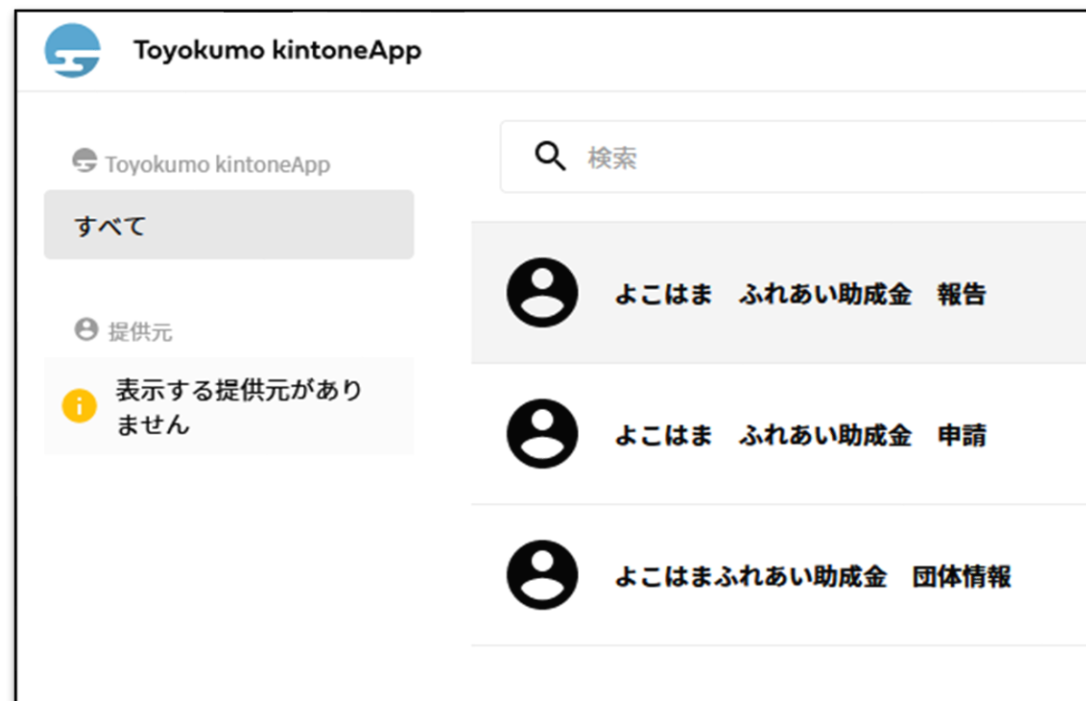 Toyokumo kintoneApp
Toyokumo kintoneApp
すべて
提供元
表示する提供元があり
ません
検索
よこはま　ふれあい助成金　報告
よこはま　ふれあい助成金　申請
よこはまふれあい助成金　団体情報